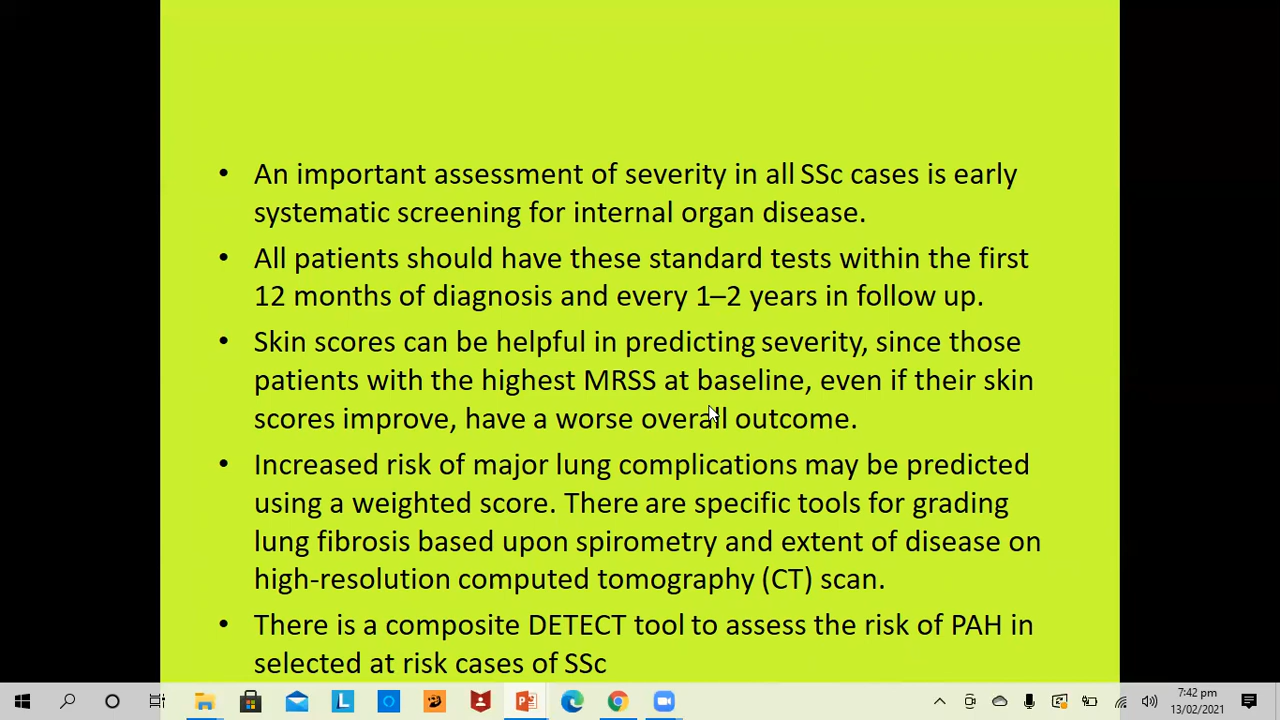 • An important assessment of severity in all SSc cases is early
systematic screening for internal organ disease.
• All patients should have these standard tests within the first
12 months of diagnosis and every 1–2 years in follow up.
• Skin scores can be helpful in predicting severity, since those
patients with the highest MRSS at baseline, even if their skin
scores improve, have a worse overall outcome.
• Increased risk of major lung complications may be predicted
using a weighted score. There are specific tools for grading
lung fibrosis based upon spirometry and extent of disease on
high-resolution computed tomography (CT) scan.
• There is a composite DETECT tool to assess the risk of PAH in
selected at risk cases of SSc
7:42 pm
13/02/2021